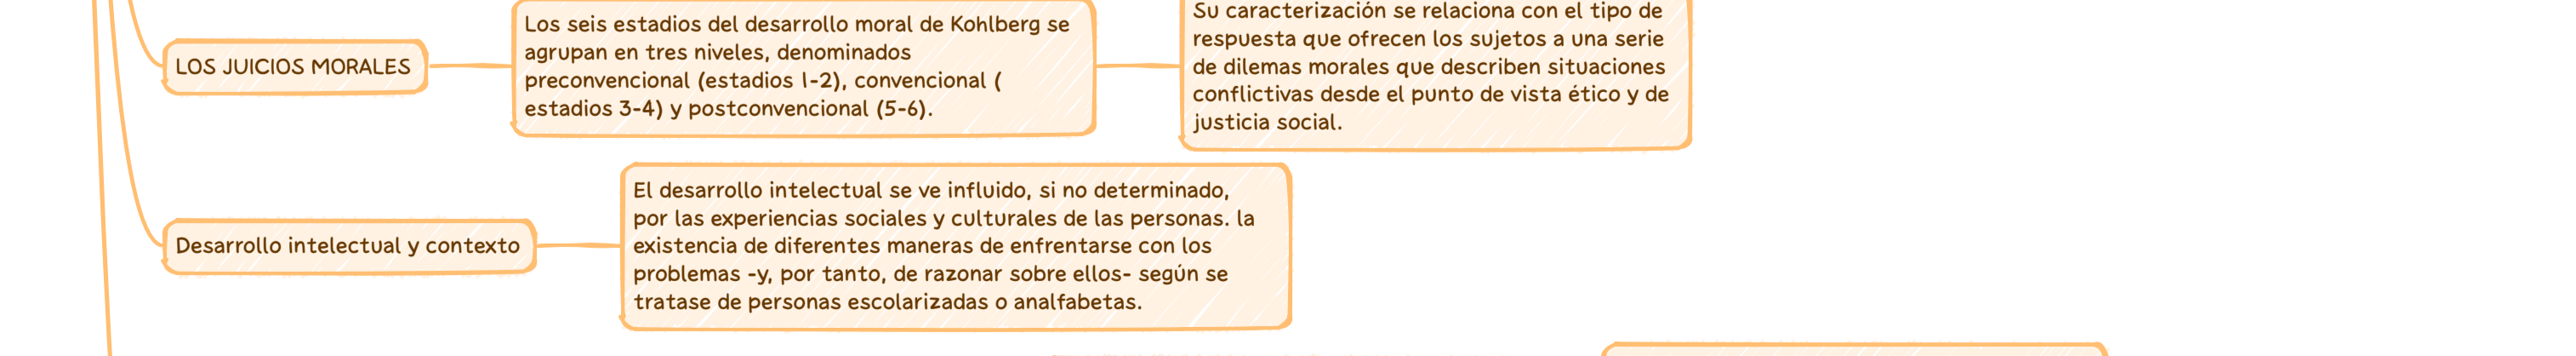 LOS JUICIOS MORALES
Los seis estadios del desarrollo moral de Kohlberg se
agrupan en tres niveles, denominados
preconvencional (estadios 1-2), convencional (
estadios 3-4) y postconvencional (5-6).
Su caracterización se relaciona con el tipo de
respuesta que ofrecen los sujetos a una serie
de dilemas morales que describen situaciones
conflictivas desde el punto de vista ético y de
justicia social.
Desarrollo intelectual y contexto
El desarrollo intelectual se ve influido, si no determinado,
por las experiencias sociales y culturales de las personas. la
existencia de diferentes maneras de enfrentarse con los
problemas -y, por tanto, de razonar sobre ellos- según se
tratase de personas escolarizadas o analfabetas.